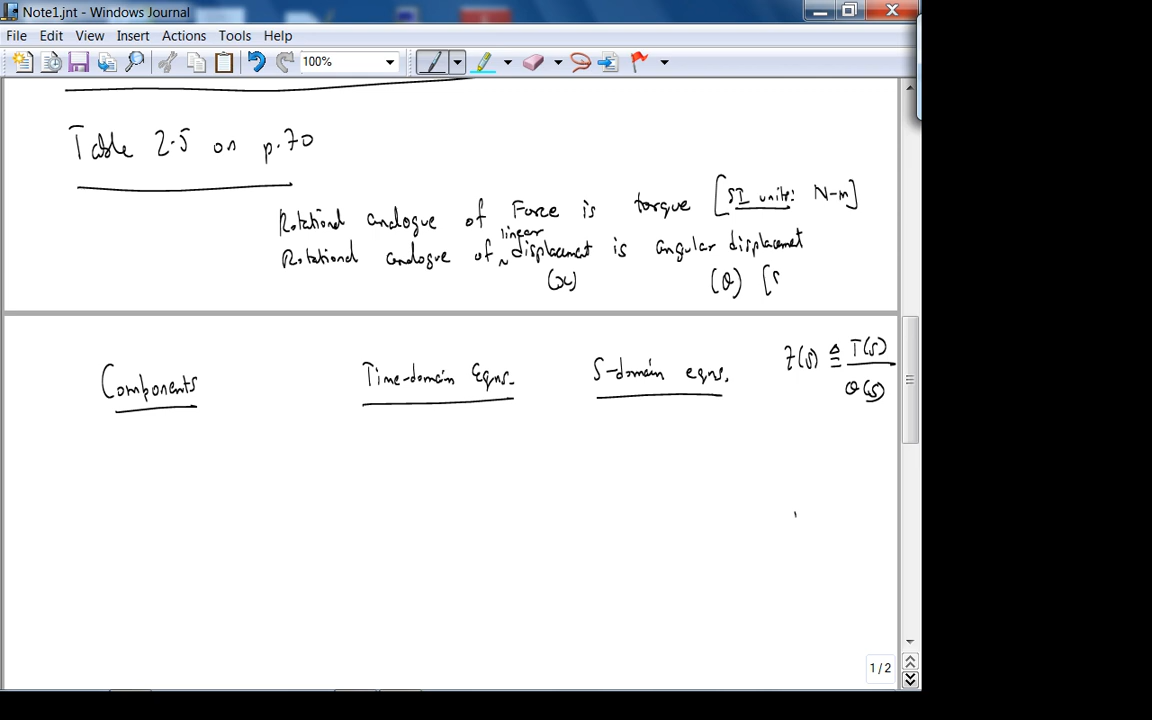 Note1.jnt - Windows Journal
File Edit View Insert Actions Tools Help
100%
Table 2.5 on p.70
Rotational analogue of Force is torque [SI units: N-m]
linear
Rotational analogue of displacement is angular displacement
(x) (θ) [
Components Time-domain Eqns. S-domain eqns. Z(s) ≜ T(s)
θ(s)
1/2